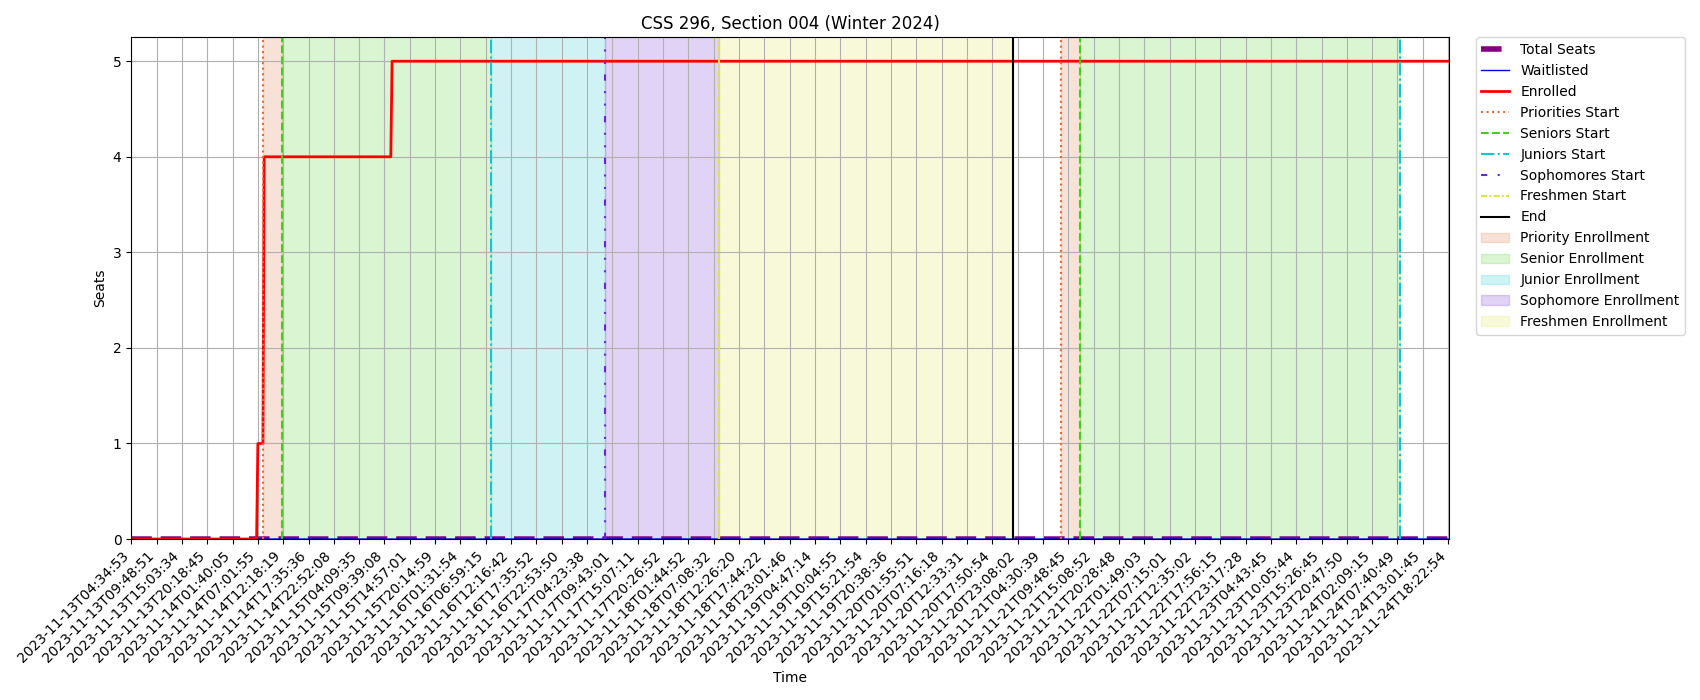 CSS 296, Section 004 (Winter 2024)
5
4
3
2
1
0
Seats
2023-11-13T04:34:53
2023-11-13T09:48:51
2023-11-13T15:03:34
2023-11-13T20:18:45
2023-11-14T01:40:05
2023-11-14T07:01:55
2023-11-14T12:18:19
2023-11-14T17:35:36
2023-11-14T22:52:08
2023-11-15T04:09:35
2023-11-15T09:39:08
2023-11-15T14:57:01
2023-11-15T20:14:59
2023-11-16T01:31:54
2023-11-16T06:59:15
2023-11-16T12:16:42
2023-11-16T17:35:52
2023-11-16T22:53:50
2023-11-17T04:23:38
2023-11-17T09:43:01
2023-11-17T15:07:11
2023-11-17T20:26:52
2023-11-18T01:44:52
2023-11-18T07:08:32
2023-11-18T12:26:20
2023-11-18T17:44:22
2023-11-18T23:01:46
2023-11-19T04:47:14
2023-11-19T10:04:55
2023-11-19T15:21:54
2023-11-19T20:38:36
2023-11-20T01:55:51
2023-11-20T07:16:18
2023-11-20T12:33:31
2023-11-20T17:50:54
2023-11-20T23:08:02
2023-11-21T04:30:39
2023-11-21T09:48:45
2023-11-21T15:08:52
2023-11-21T20:28:48
2023-11-22T01:49:03
2023-11-22T07:15:01
2023-11-22T12:35:02
2023-11-22T17:56:15
2023-11-22T23:17:28
2023-11-23T04:43:45
2023-11-23T10:05:44
2023-11-23T15:26:45
2023-11-23T20:47:50
2023-11-24T02:09:15
2023-11-24T07:40:49
2023-11-24T13:01:45
2023-11-24T18:22:54
Time
Total Seats
Waitlisted
Enrolled
Priorities Start
Seniors Start
Juniors Start
Sophomores Start
Freshmen Start
End
Priority Enrollment
Senior Enrollment
Junior Enrollment
Sophomore Enrollment
Freshmen Enrollment